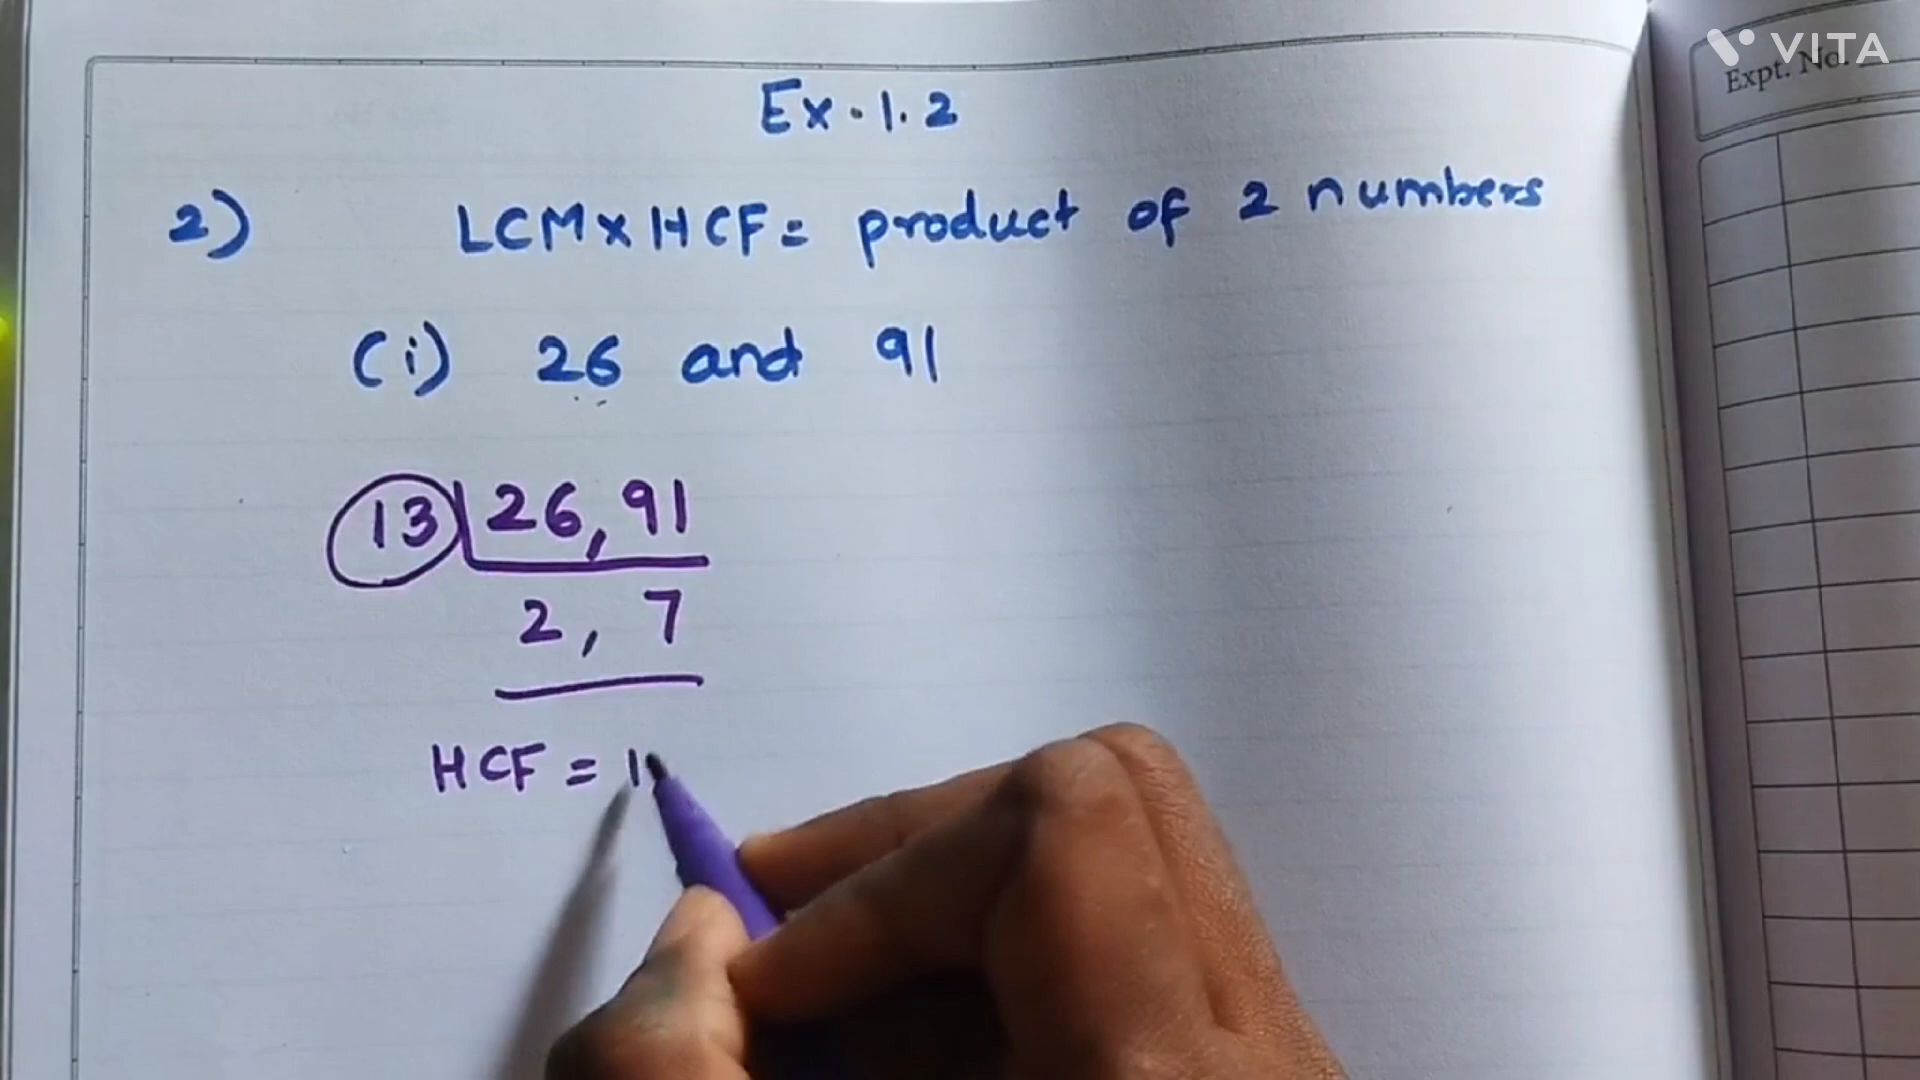 VITA
Expt. No.
Ex. 1.2
2) LCM x HCF = product of 2 numbers
(i) 26 and 91
13 26, 91
2, 7
HCF = 1